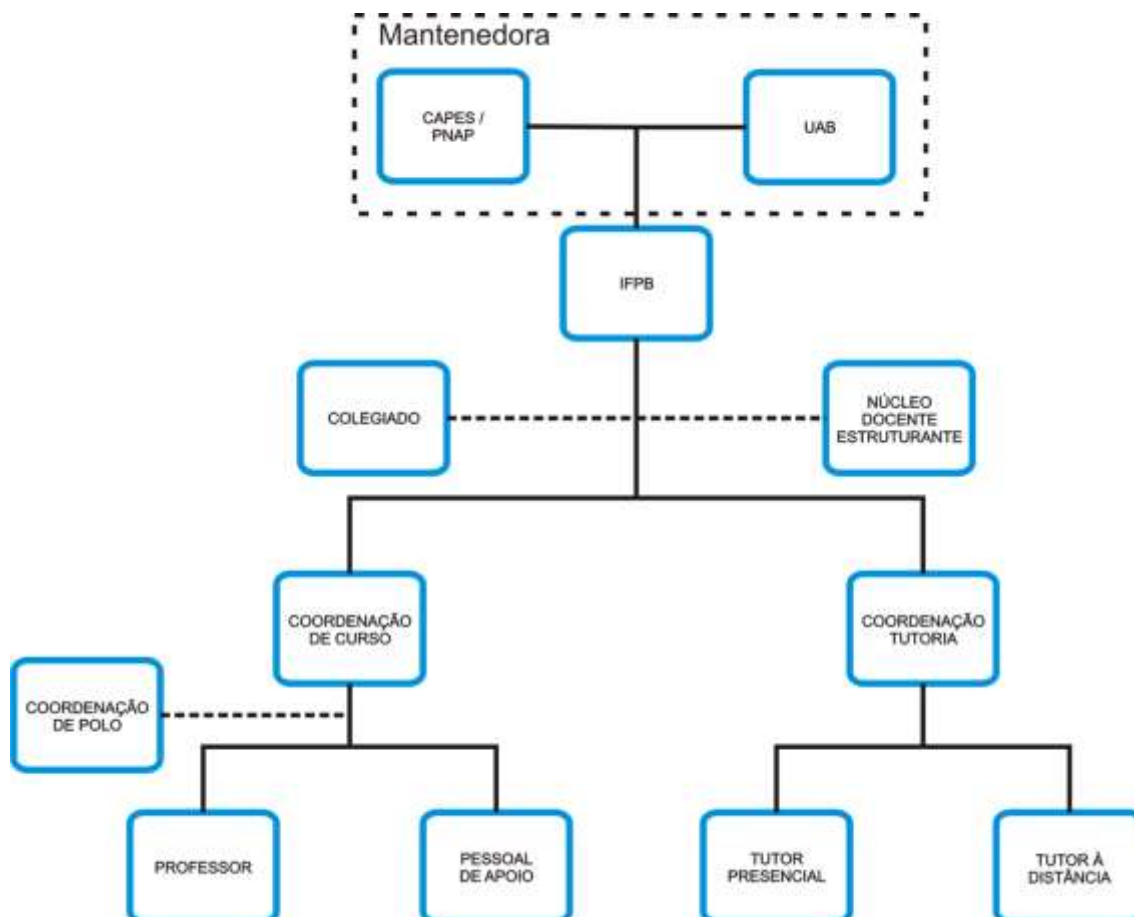 Mantenedora
CAPES /
PNAP
UAB
IFPB
COLEGIADO
NÚCLEO
DOCENTE
ESTRUTURANTE
COORDENAÇÃO
DE CURSO
COORDENAÇÃO
TUTORIA
COORDENAÇÃO
DE POLO
PROFESSOR
PESSOAL
DE APOIO
TUTOR
PRESENCIAL
TUTOR À
DISTÂNCIA